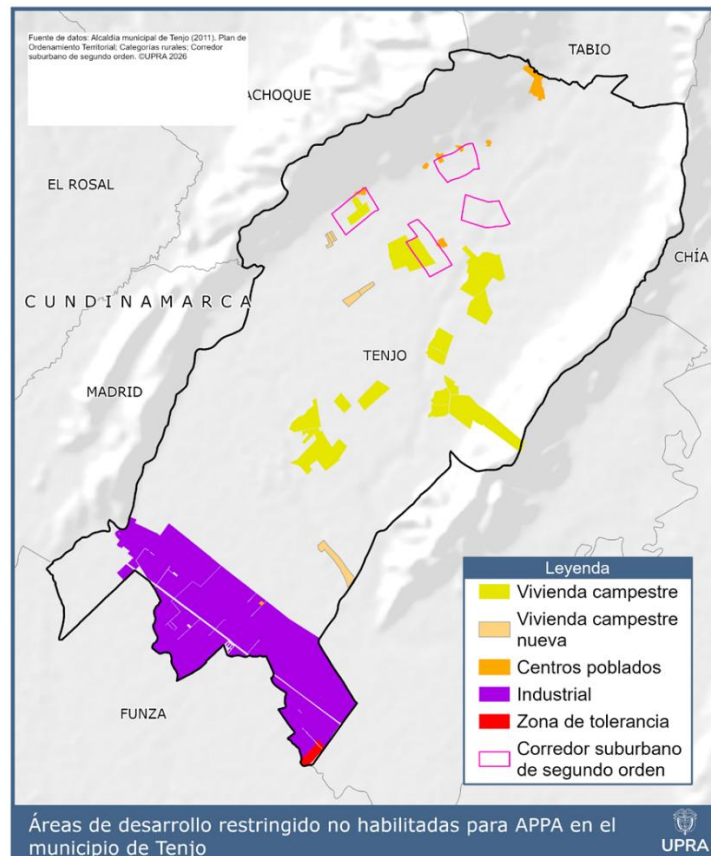 Fuente de datos: Alcaldía municipal de Tenjo (2011). Plan de
Ordenamiento Territorial; Categorías rurales; Corredor
suburbano de segundo orden. ©UPRA 2026
TABIO
ACHOQUE
EL ROSAL
CHÍA
CUNDINAMARCA
TENJO
MADRID
FUNZA
Leyenda
Vivienda campestre
Vivienda campestre
nueva
Centros poblados
Industrial
Zona de tolerancia
Corredor suburbano
de segundo orden
Áreas de desarrollo restringido no habilitadas para APPA en el
municipio de Tenjo
UPRA